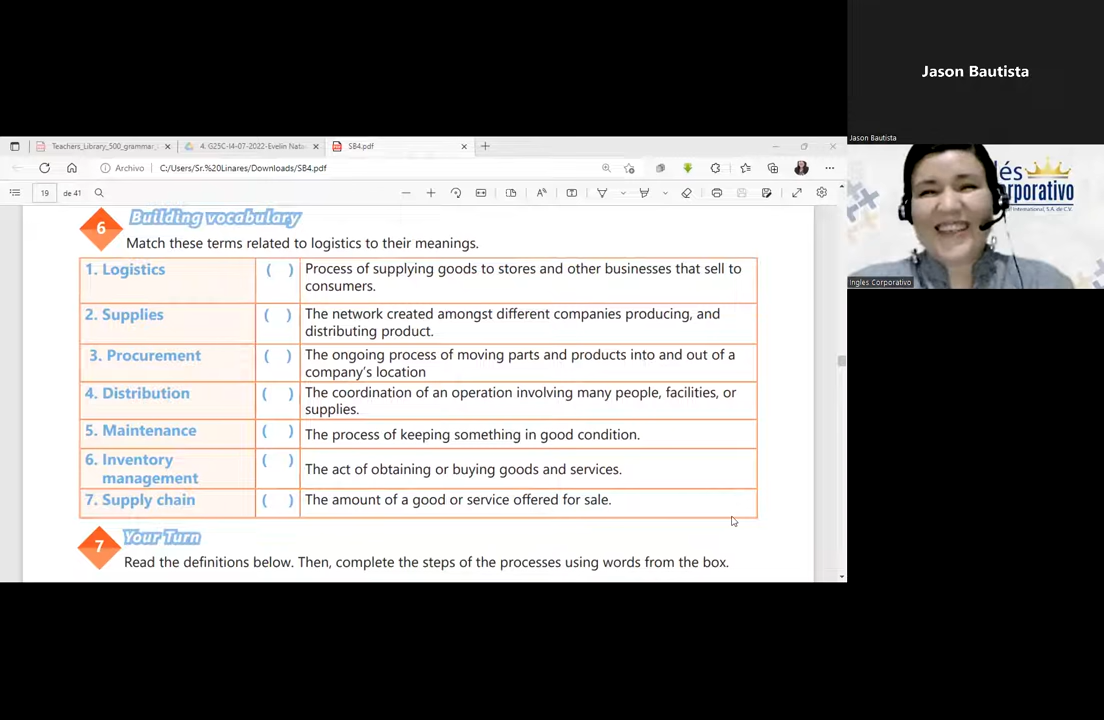 Jason Bautista
Jason Bautista
Teachers_Library_500_grammar_
4. G25C-I4-07-2022-Evelin Nat
SB4.pdf
Archivo
C:/Users/Sr.%20Linares/Downloads/SB4.pdf
19
de 41
és
orporativo
international, S.A. de C.V.
Ingles Corporativo
6
Building vocabulary
Match these terms related to logistics to their meanings.
1. Logistics ( ) Process of supplying goods to stores and other businesses that sell to
consumers.
2. Supplies ( ) The network created amongst different companies producing, and
distributing product.
3. Procurement ( ) The ongoing process of moving parts and products into and out of a
company's location
4. Distribution ( ) The coordination of an operation involving many people, facilities, or
supplies.
5. Maintenance ( ) The process of keeping something in good condition.
6. Inventory
management ( ) The act of obtaining or buying goods and services.
7. Supply chain ( ) The amount of a good or service offered for sale.
7
Your Turn
Read the definitions below. Then, complete the steps of the processes using words from the box.